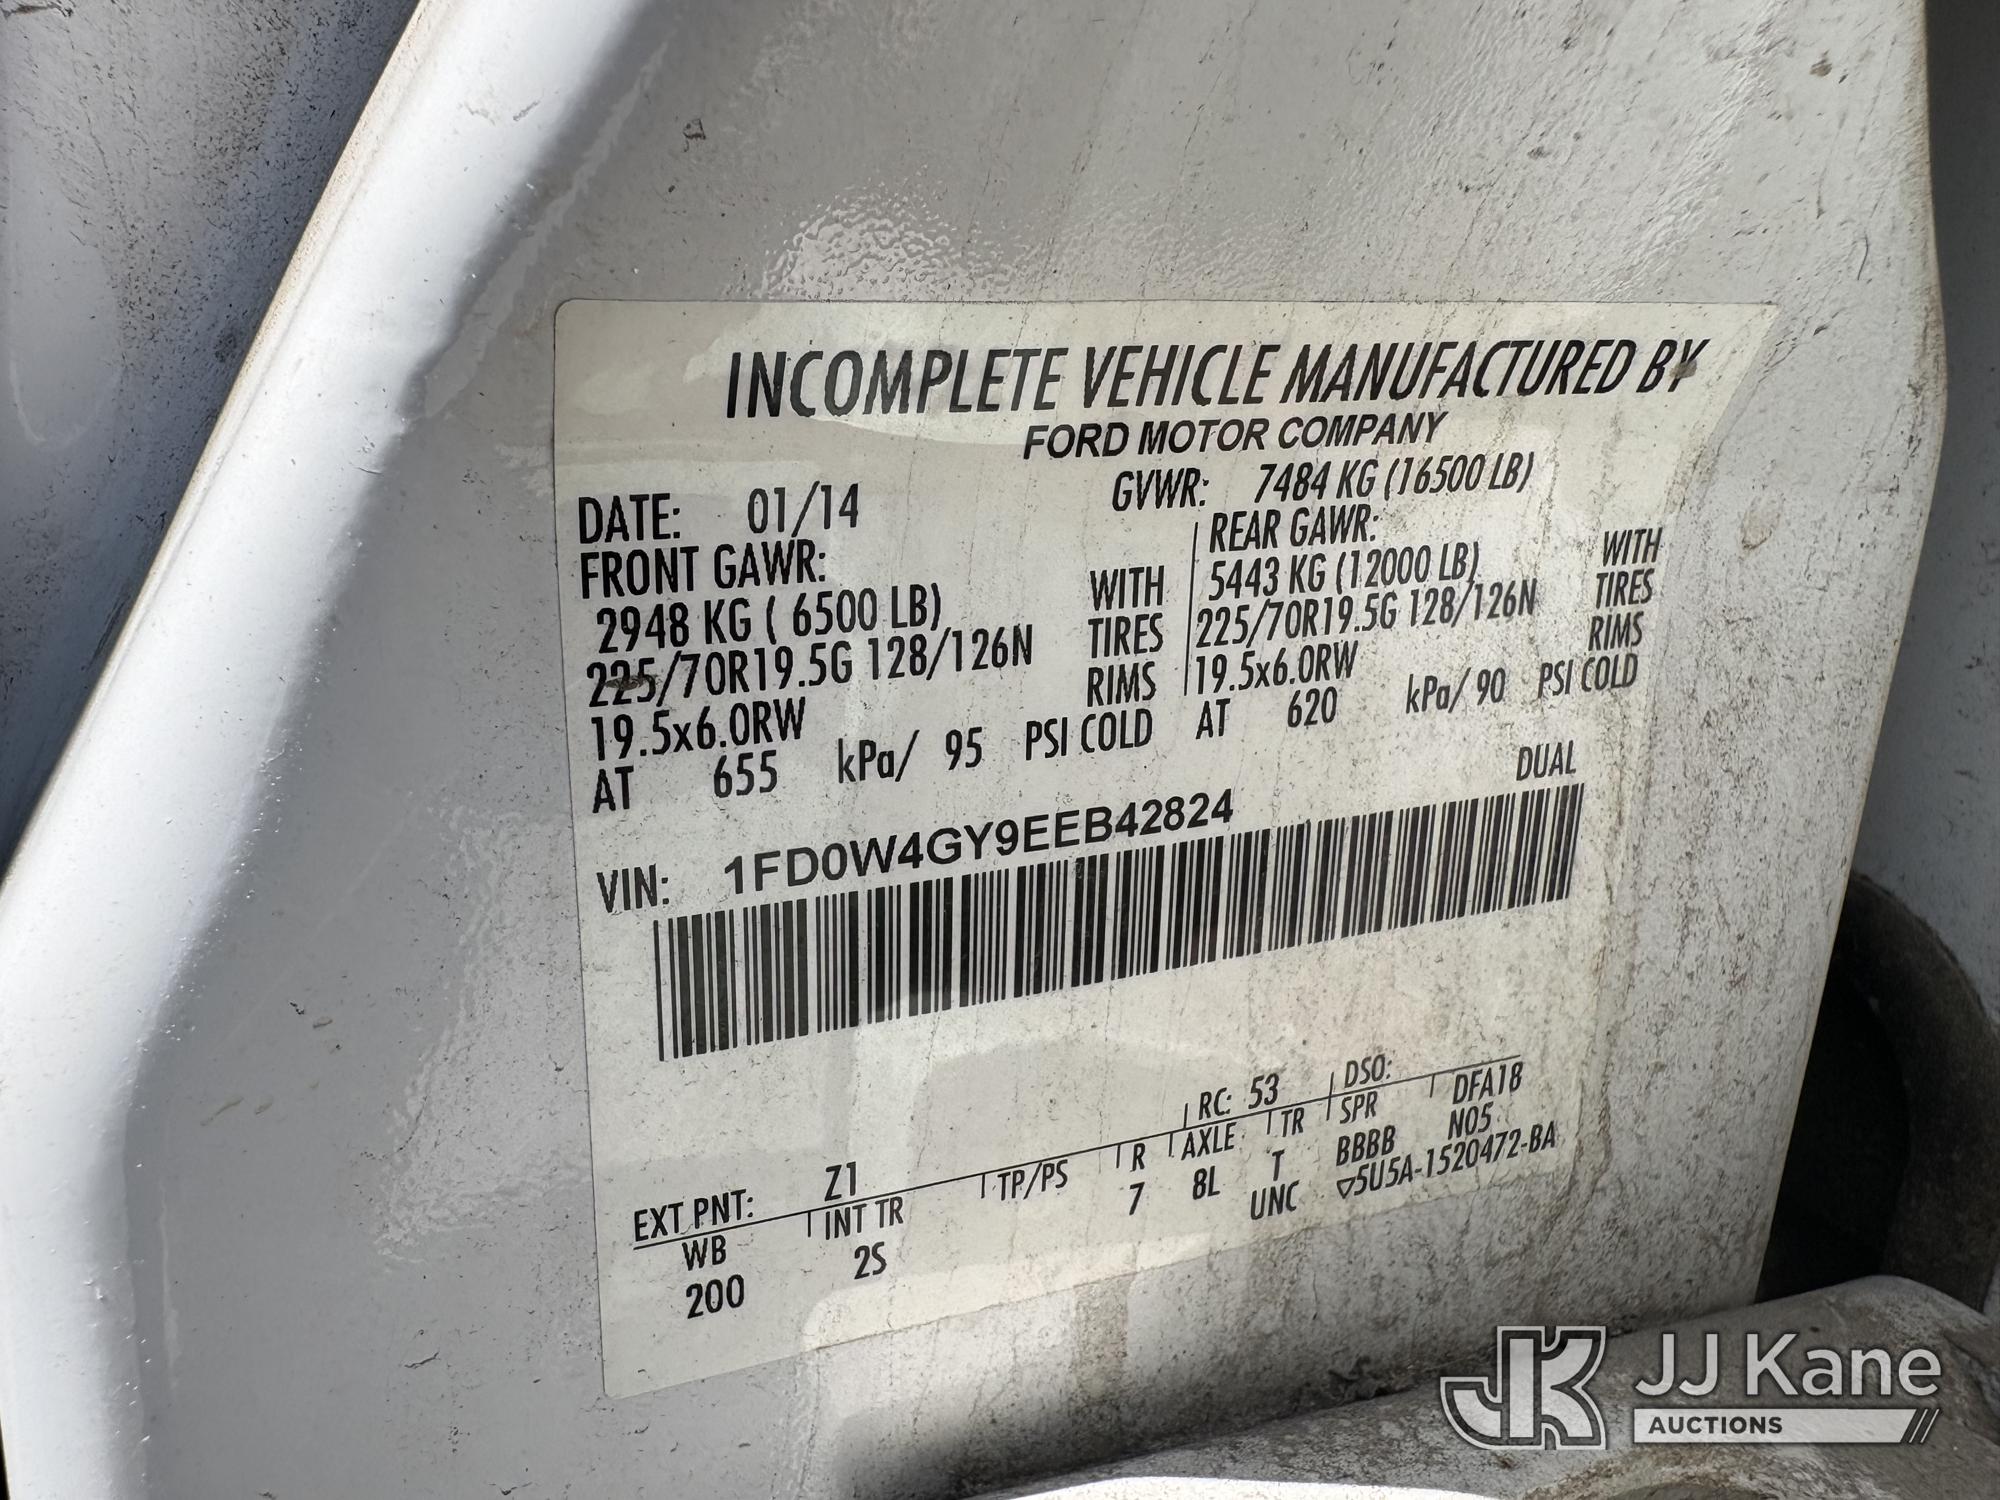 INCOMPLETE VEHICLE MANUFACTURED BY
FORD MOTOR COMPANY
DATE: 01/14 GVWR: 7484 KG (16500 LB)
FRONT GAWR: REAR GAWR:
2948 KG ( 6500 LB) WITH 5443 KG (12000 LB) WITH
225/70R19.5G 128/126N TIRES 225/70R19.5G 128/126N TIRES
19.5x6.0RW RIMS 19.5x6.0RW RIMS
AT 655 kPa/ 95 PSI COLD AT 620 kPa/ 90 PSI COLD
DUAL
VIN: 1FD0W4GY9EEB42824
EXT PNT: Z1 RC: 53 DSO:
WB INT TR TP/PS R AXLE TR SPR DFA18
200 2S 7 8L T BBBB N05
UNC ▽5U5A-1520472-BA
JK JJ Kane
AUCTIONS